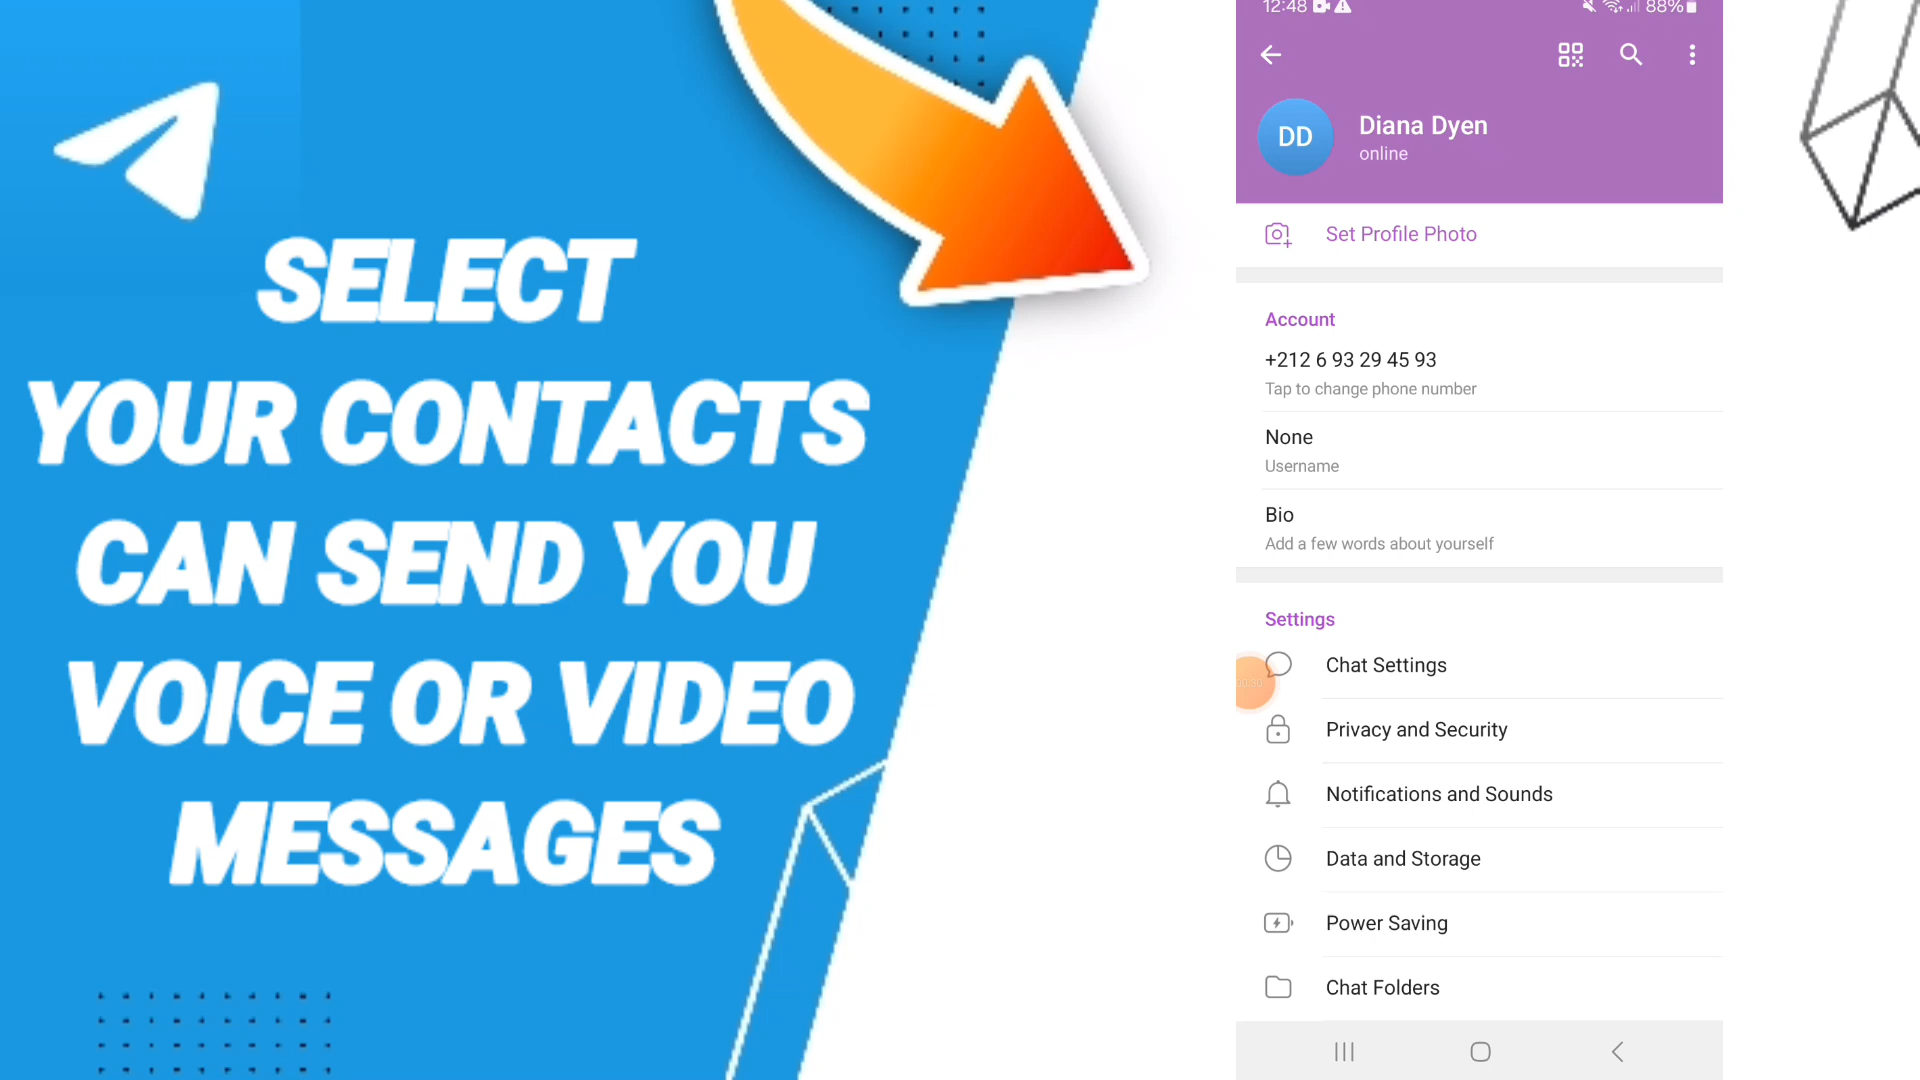 SELECT
YOUR CONTACTS
CAN SEND YOU
VOICE OR VIDEO
MESSAGES
12:48 88%
DD
Diana Dyen
online
Set Profile Photo
Account
+212 6 93 29 45 93
Tap to change phone number
None
Username
Bio
Add a few words about yourself
Settings
Chat Settings
Privacy and Security
Notifications and Sounds
Data and Storage
Power Saving
Chat Folders